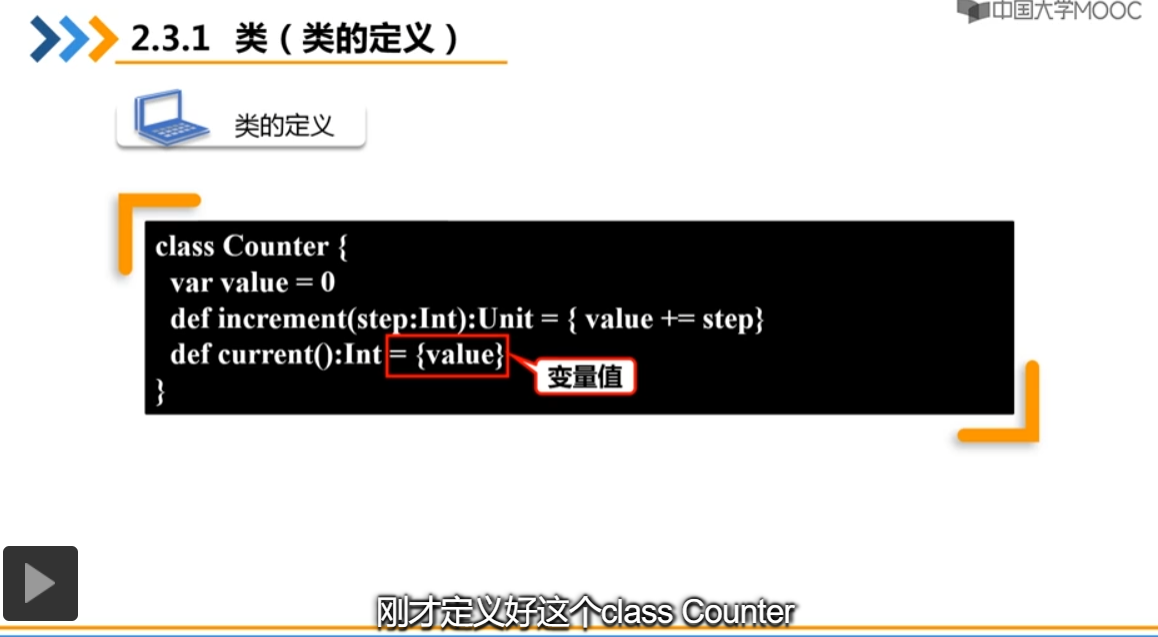 中国大学MOOC
2.3.1 类（类的定义）
类的定义
class Counter {
var value = 0
def increment(step:Int):Unit = { value += step}
def current():Int = {value}
变量值
}
刚才定义好这个class Counter